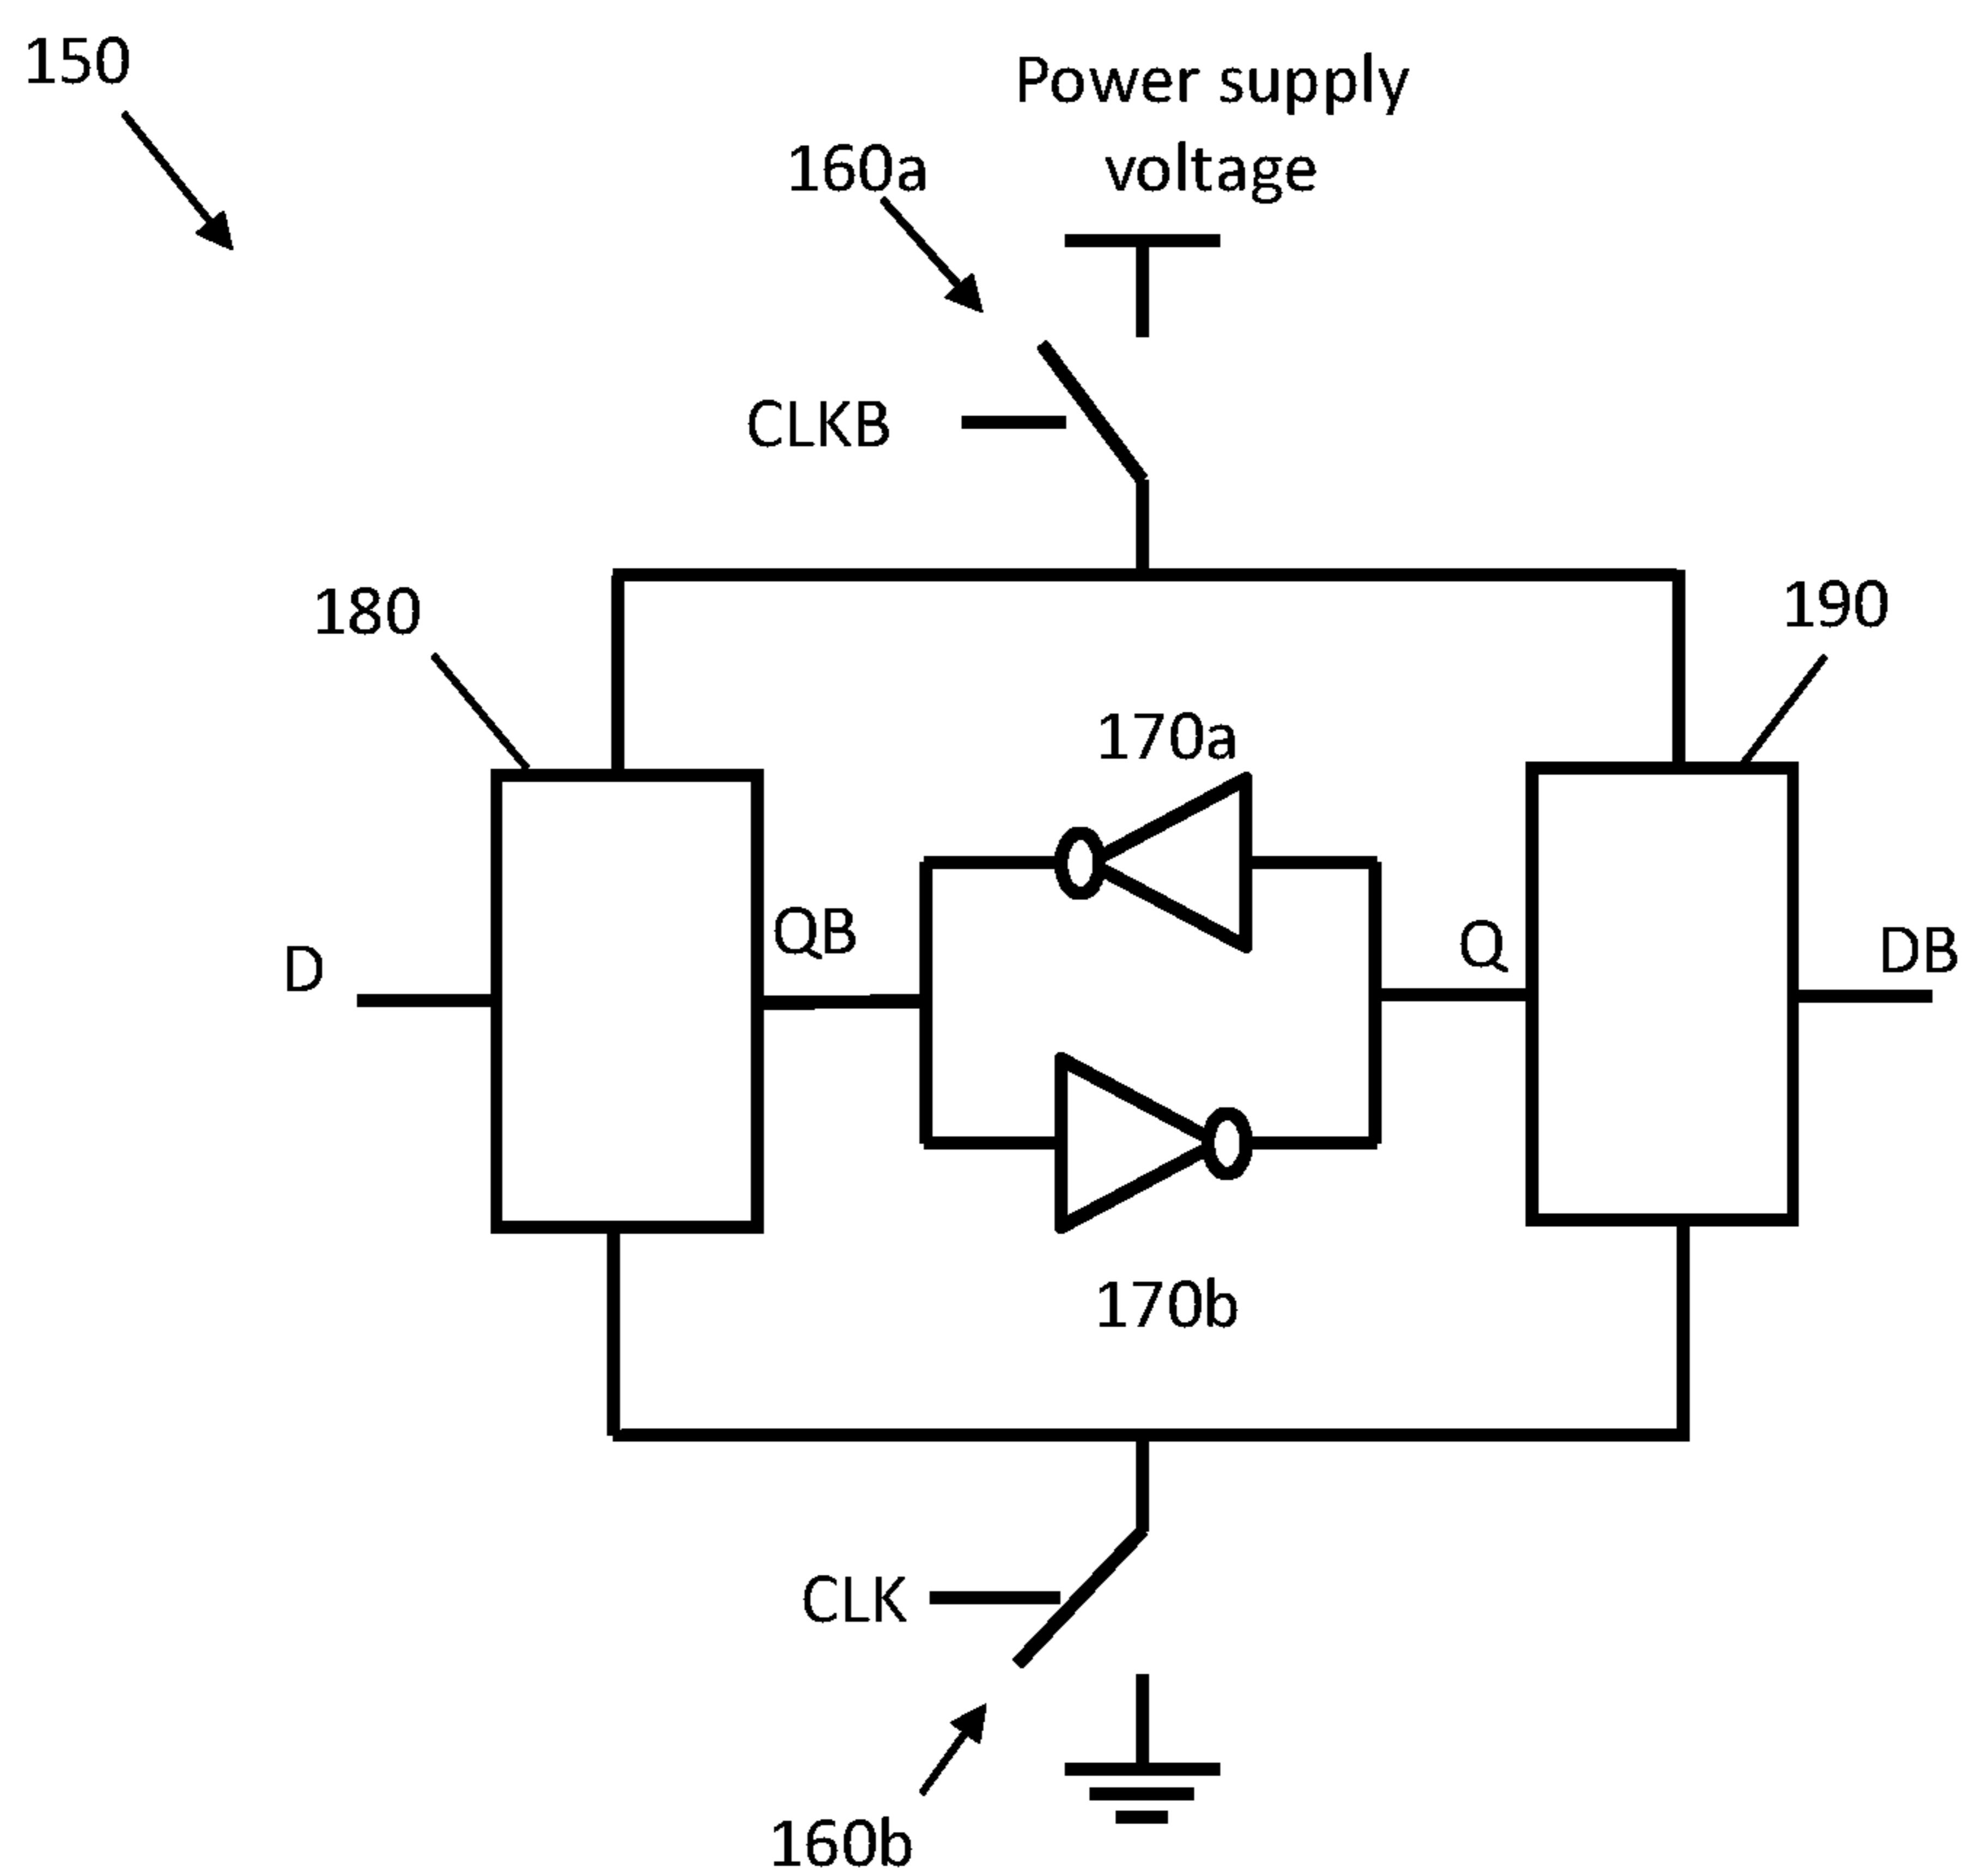 150
Power supply
voltage
160a
CLKB
180
190
170a
QB
Q
D
DB
170b
CLK
160b